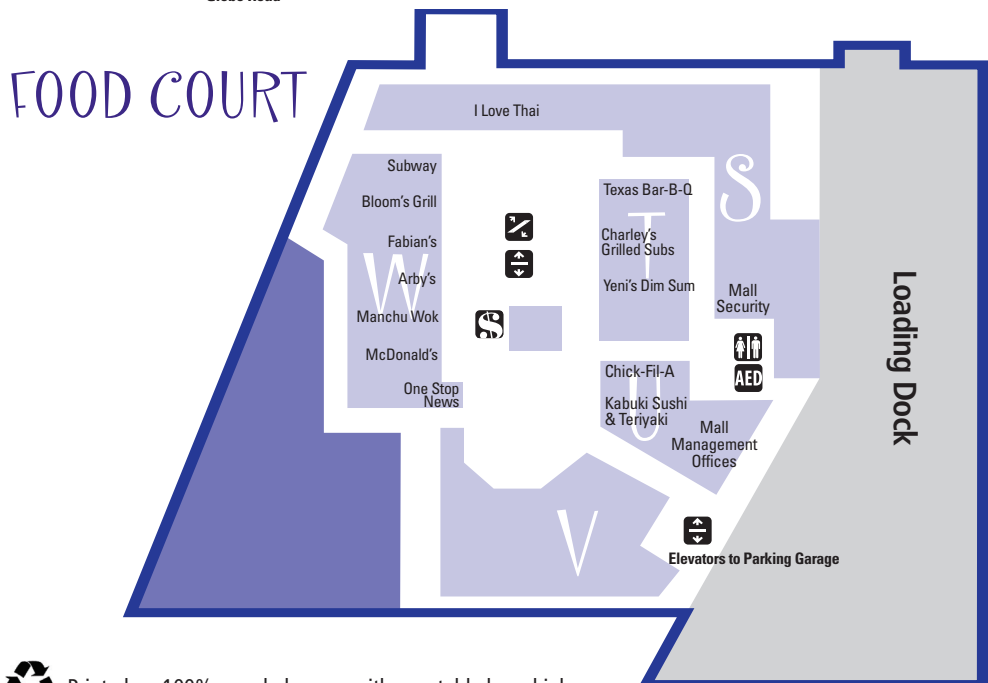 FOOD COURT
I Love Thai
Subway
Bloom's Grill
Fabian's
W
Arby's
Manchu Wok
McDonald's
One Stop
News
$
Texas Bar-B-Q
T
Charley's
Grilled Subs
Yeni's Dim Sum
S
Mall
Security
AED
Chick-Fil-A
U
Kabuki Sushi
& Teriyaki
Mall
Management
Offices
V
Elevators to Parking Garage
Loading Dock